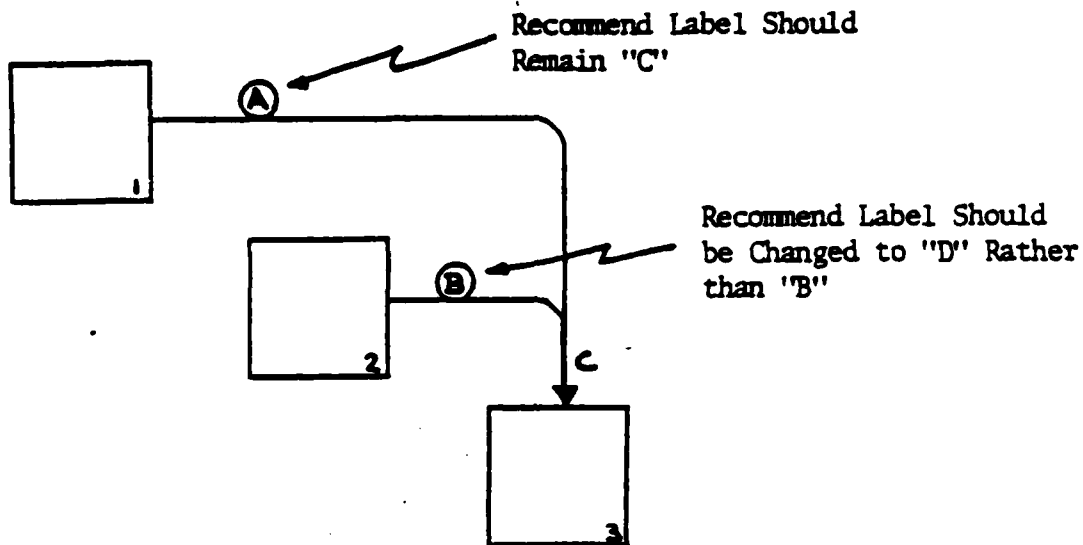 Recommend Label Should
Remain "C"
A
1
Recommend Label Should
be Changed to "D" Rather
than "B"
B
2
C
3